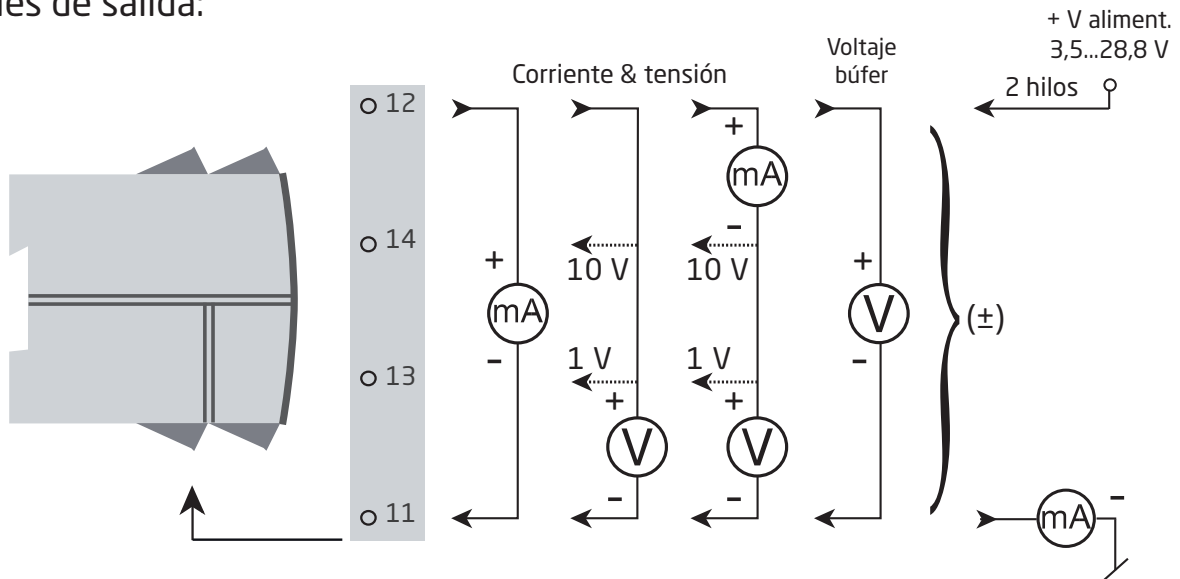 les de salida:
+ V aliment.
3,5...28,8 V
2 hilos
Corriente & tensión
Voltaje
búfer
12
14
13
11
+
mA
-
10 V
1 V
+
V
-
+
mA
-
10 V
1 V
+
V
-
+
V
-
(±)
mA
-